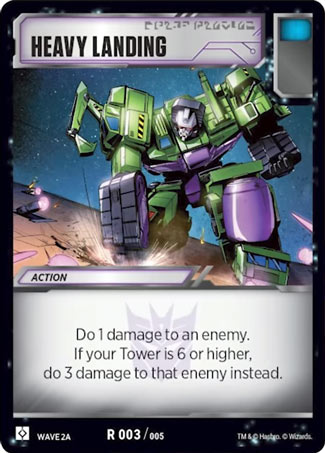 HEAVY LANDING
ACTION
Do 1 damage to an enemy.
If your Tower is 6 or higher,
do 3 damage to that enemy instead.
WAVE 2A
R 003/005
TM & © Hasbro. © Wizards.